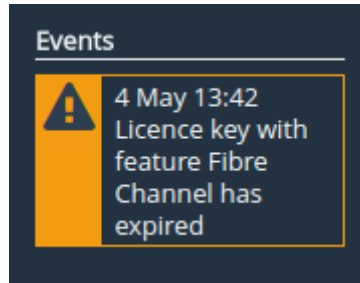 Events
4 May 13:42
Licence key with
feature Fibre
Channel has
expired